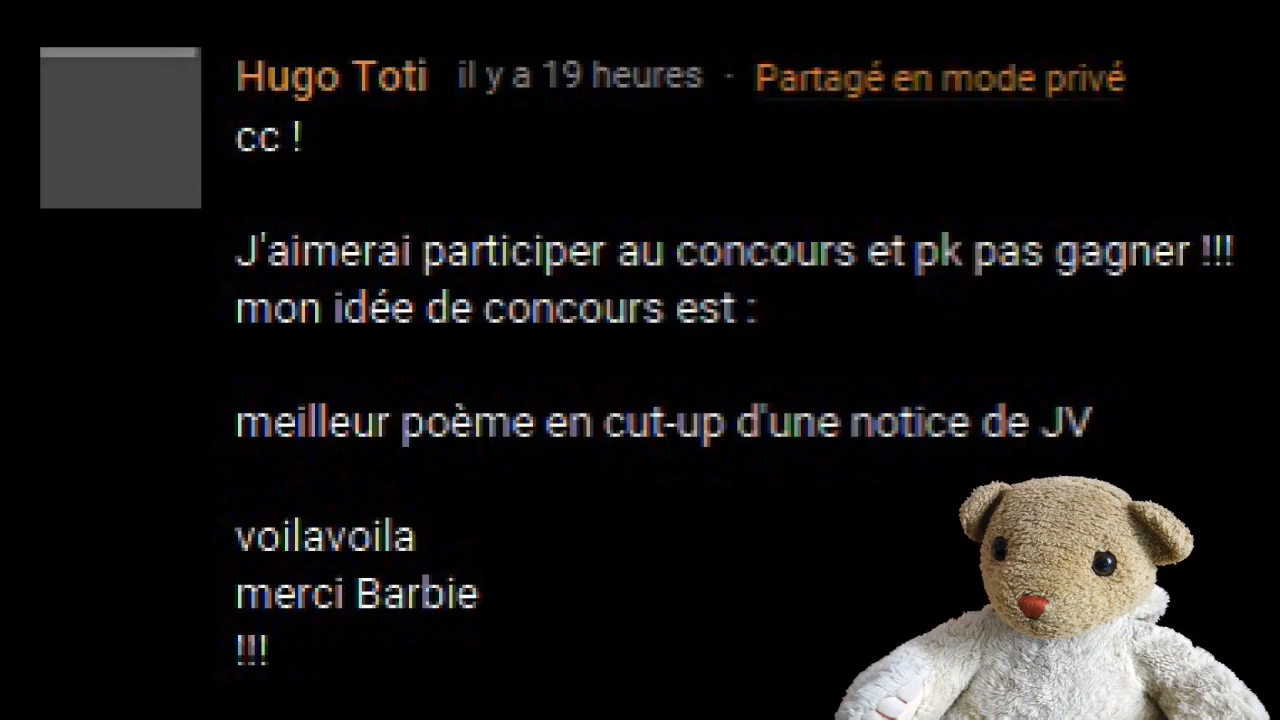 Hugo Toti il y a 19 heures · Partagé en mode privé
cc !
J'aimerai participer au concours et pk pas gagner !!!
mon idée de concours est :
meilleur poème en cut-up d'une notice de JV
voilavoila
merci Barbie
!!!